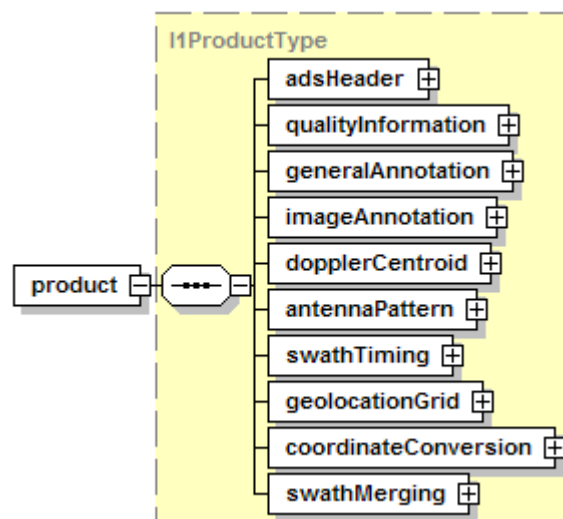 l1ProductType
adsHeader
qualityInformation
generalAnnotation
imageAnnotation
dopplerCentroid
product
antennaPattern
swathTiming
geolocationGrid
coordinateConversion
swathMerging